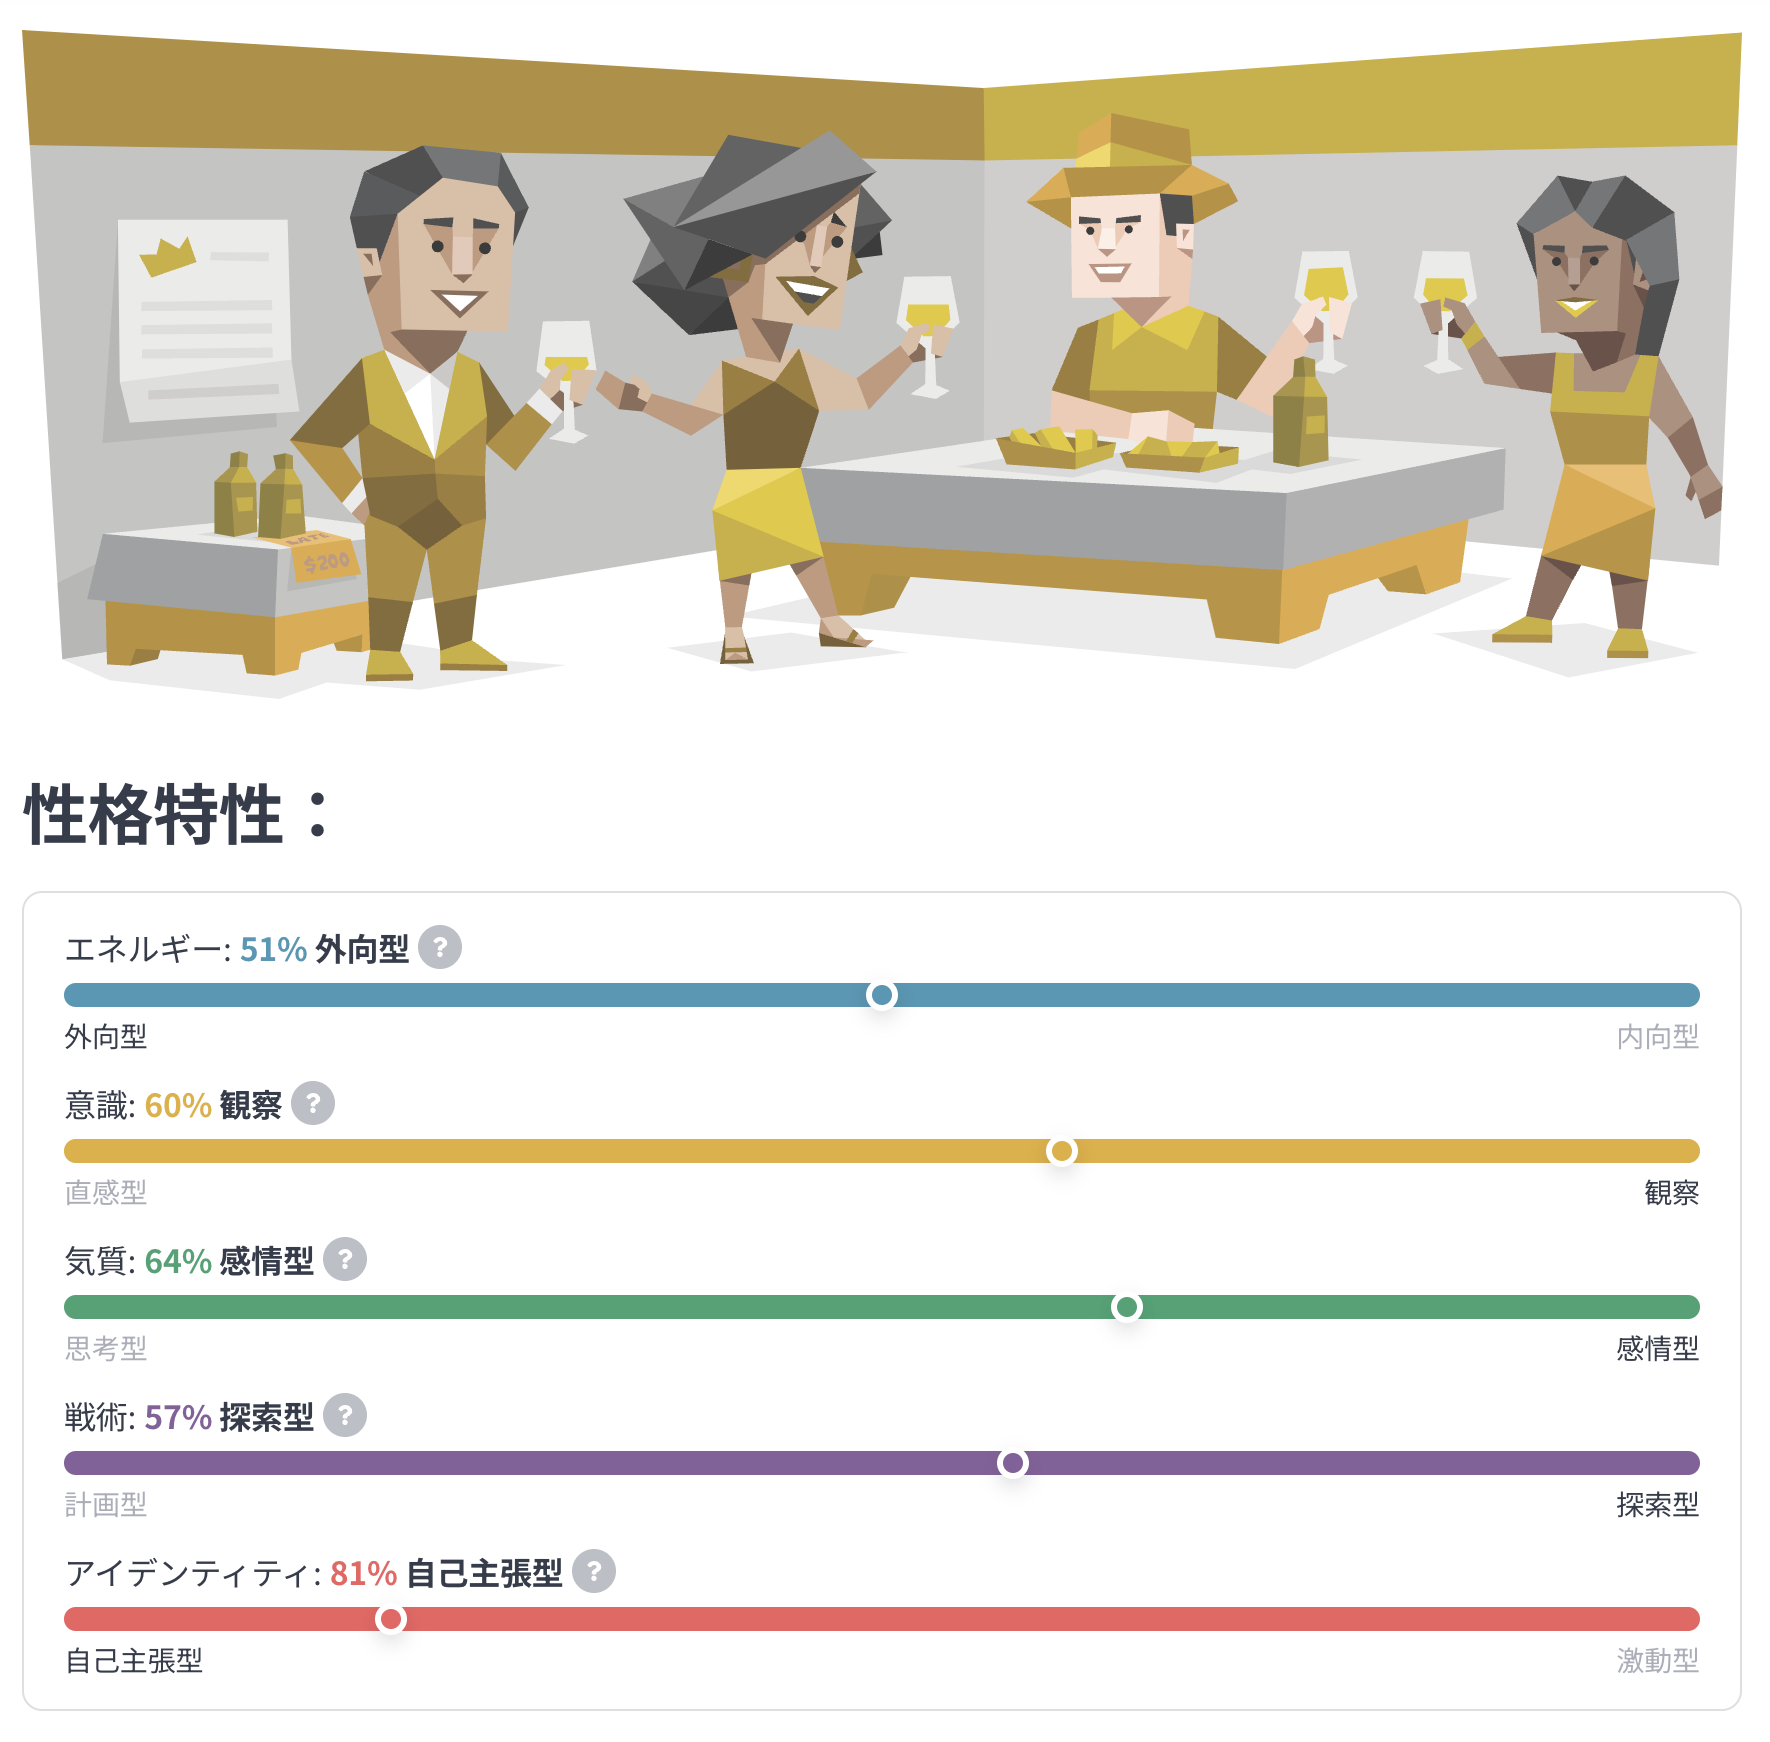 LATE
$200
性格特性：
エネルギー: 51% 外向型 ?
外向型 内向型
意識: 60% 観察 ?
直感型 観察
気質: 64% 感情型 ?
思考型 感情型
戦術: 57% 探索型 ?
計画型 探索型
アイデンティティ: 81% 自己主張型 ?
自己主張型 激動型